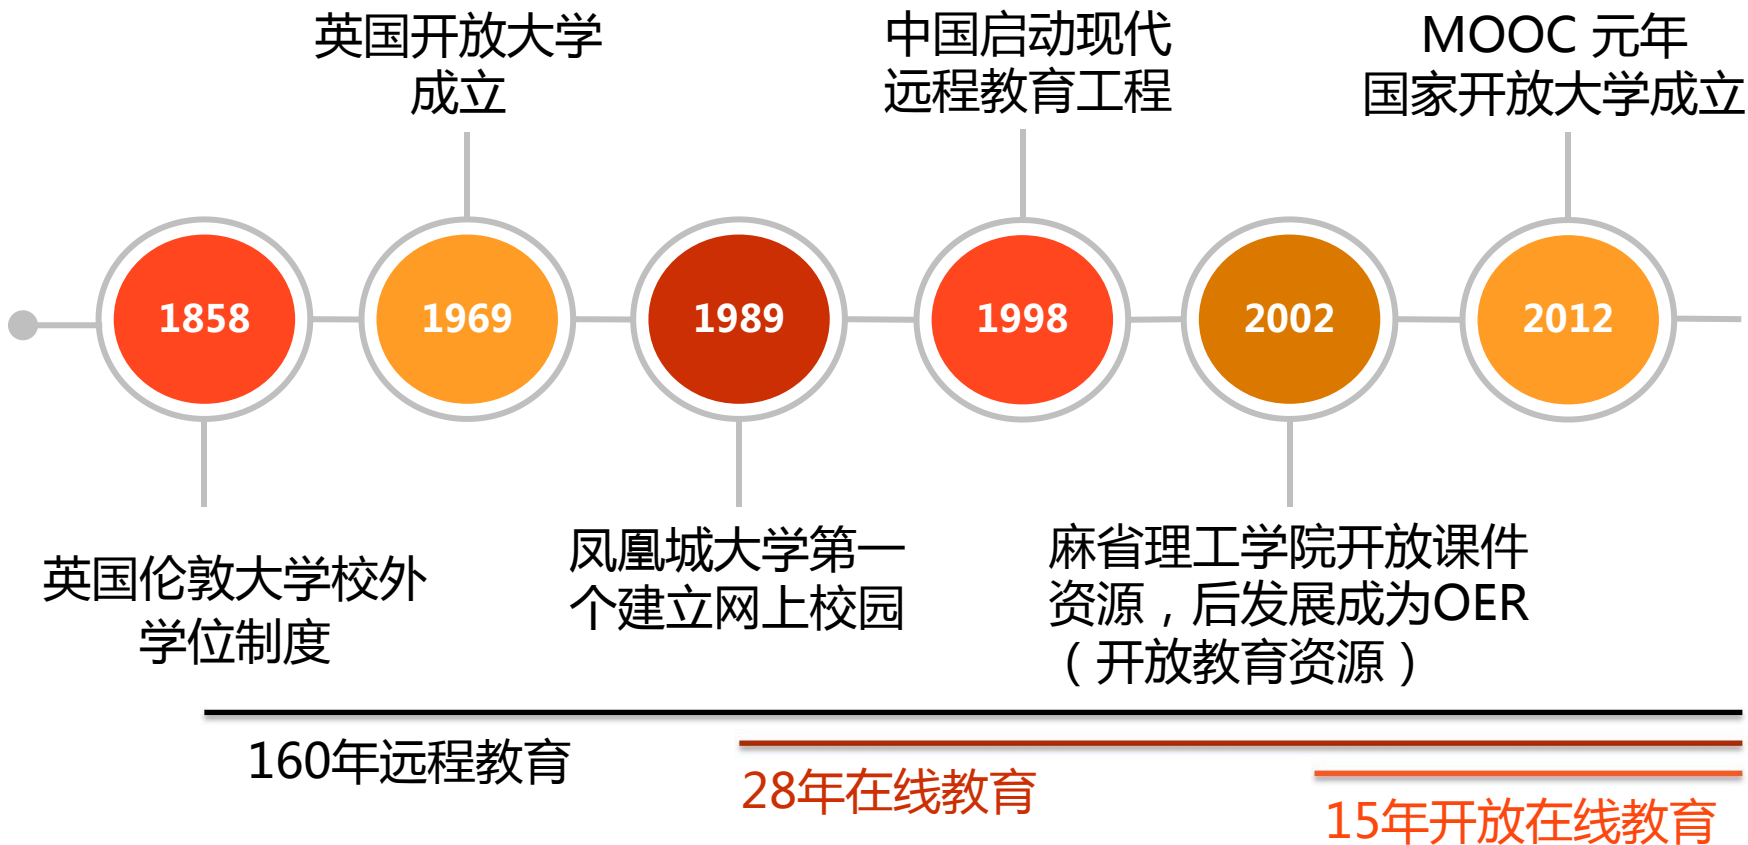 英国开放大学
成立
中国启动现代
远程教育工程
MOOC 元年
国家开放大学成立
1858
1969
1989
1998
2002
2012
英国伦敦大学校外
学位制度
凤凰城大学第一
个建立网上校园
麻省理工学院开放课件
资源，后发展成为OER
（开放教育资源）
160年远程教育
28年在线教育
15年开放在线教育